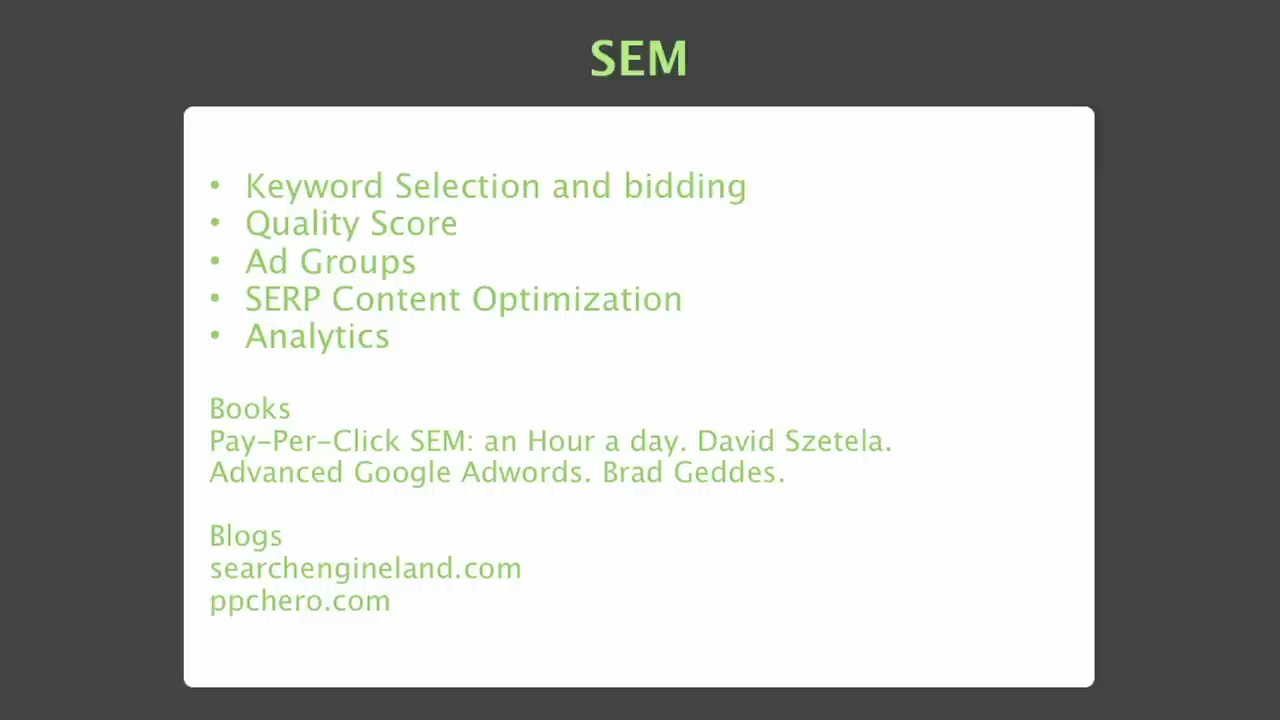 SEM
• Keyword Selection and bidding
• Quality Score
• Ad Groups
• SERP Content Optimization
• Analytics
Books
Pay-Per-Click SEM: an Hour a day. David Szetela.
Advanced Google Adwords. Brad Geddes.
Blogs
searchengineland.com
ppchero.com